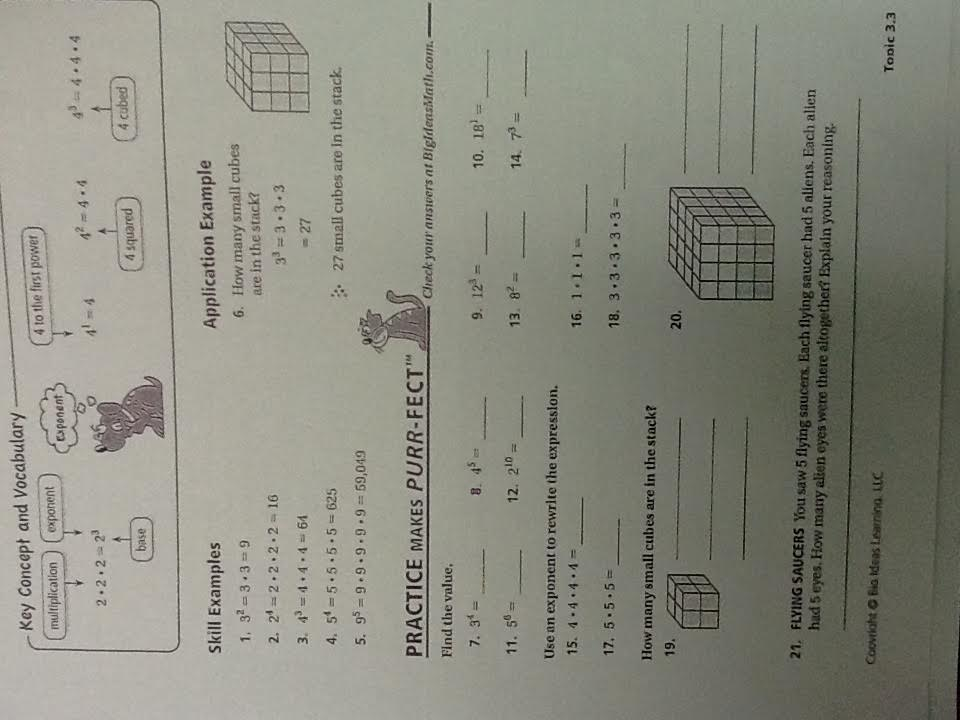 Key Concept and Vocabulary
multiplication
exponent
2 • 2 • 2 = 2³
base
Exponent
4 to the first power
4¹ = 4
4² = 4 • 4
4 squared
4³ = 4 • 4 • 4
4 cubed
Skill Examples
1. 3² = 3 • 3 = 9
2. 2⁴ = 2 • 2 • 2 • 2 = 16
3. 4³ = 4 • 4 • 4 = 64
4. 5⁴ = 5 • 5 • 5 • 5 = 625
5. 9⁵ = 9 • 9 • 9 • 9 • 9 = 59,049
Application Example
6. How many small cubes
are in the stack?
3³ = 3 • 3 • 3
= 27
27 small cubes are in the stack.
PRACTICE MAKES PURR-FECT™
Check your answers at BigIdeasMath.com.
Find the value.
7. 3⁴ = 8. 4⁵ = 9. 12³ = 10. 18¹ =
11. 5⁶ = 12. 2¹⁰ = 13. 8² = 14. 7³ =
Use an exponent to rewrite the expression.
15. 4 • 4 • 4 • 4 = 16. 1 • 1 • 1 =
17. 5 • 5 • 5 = 18. 3 • 3 • 3 • 3 • 3 =
How many small cubes are in the stack?
19. 20.
21. FLYING SAUCERS You saw 5 flying saucers. Each flying saucer had 5 aliens. Each alien
had 5 eyes. How many alien eyes were there altogether? Explain your reasoning.
Copyright © Big Ideas Learning, LLC
Topic 3.3